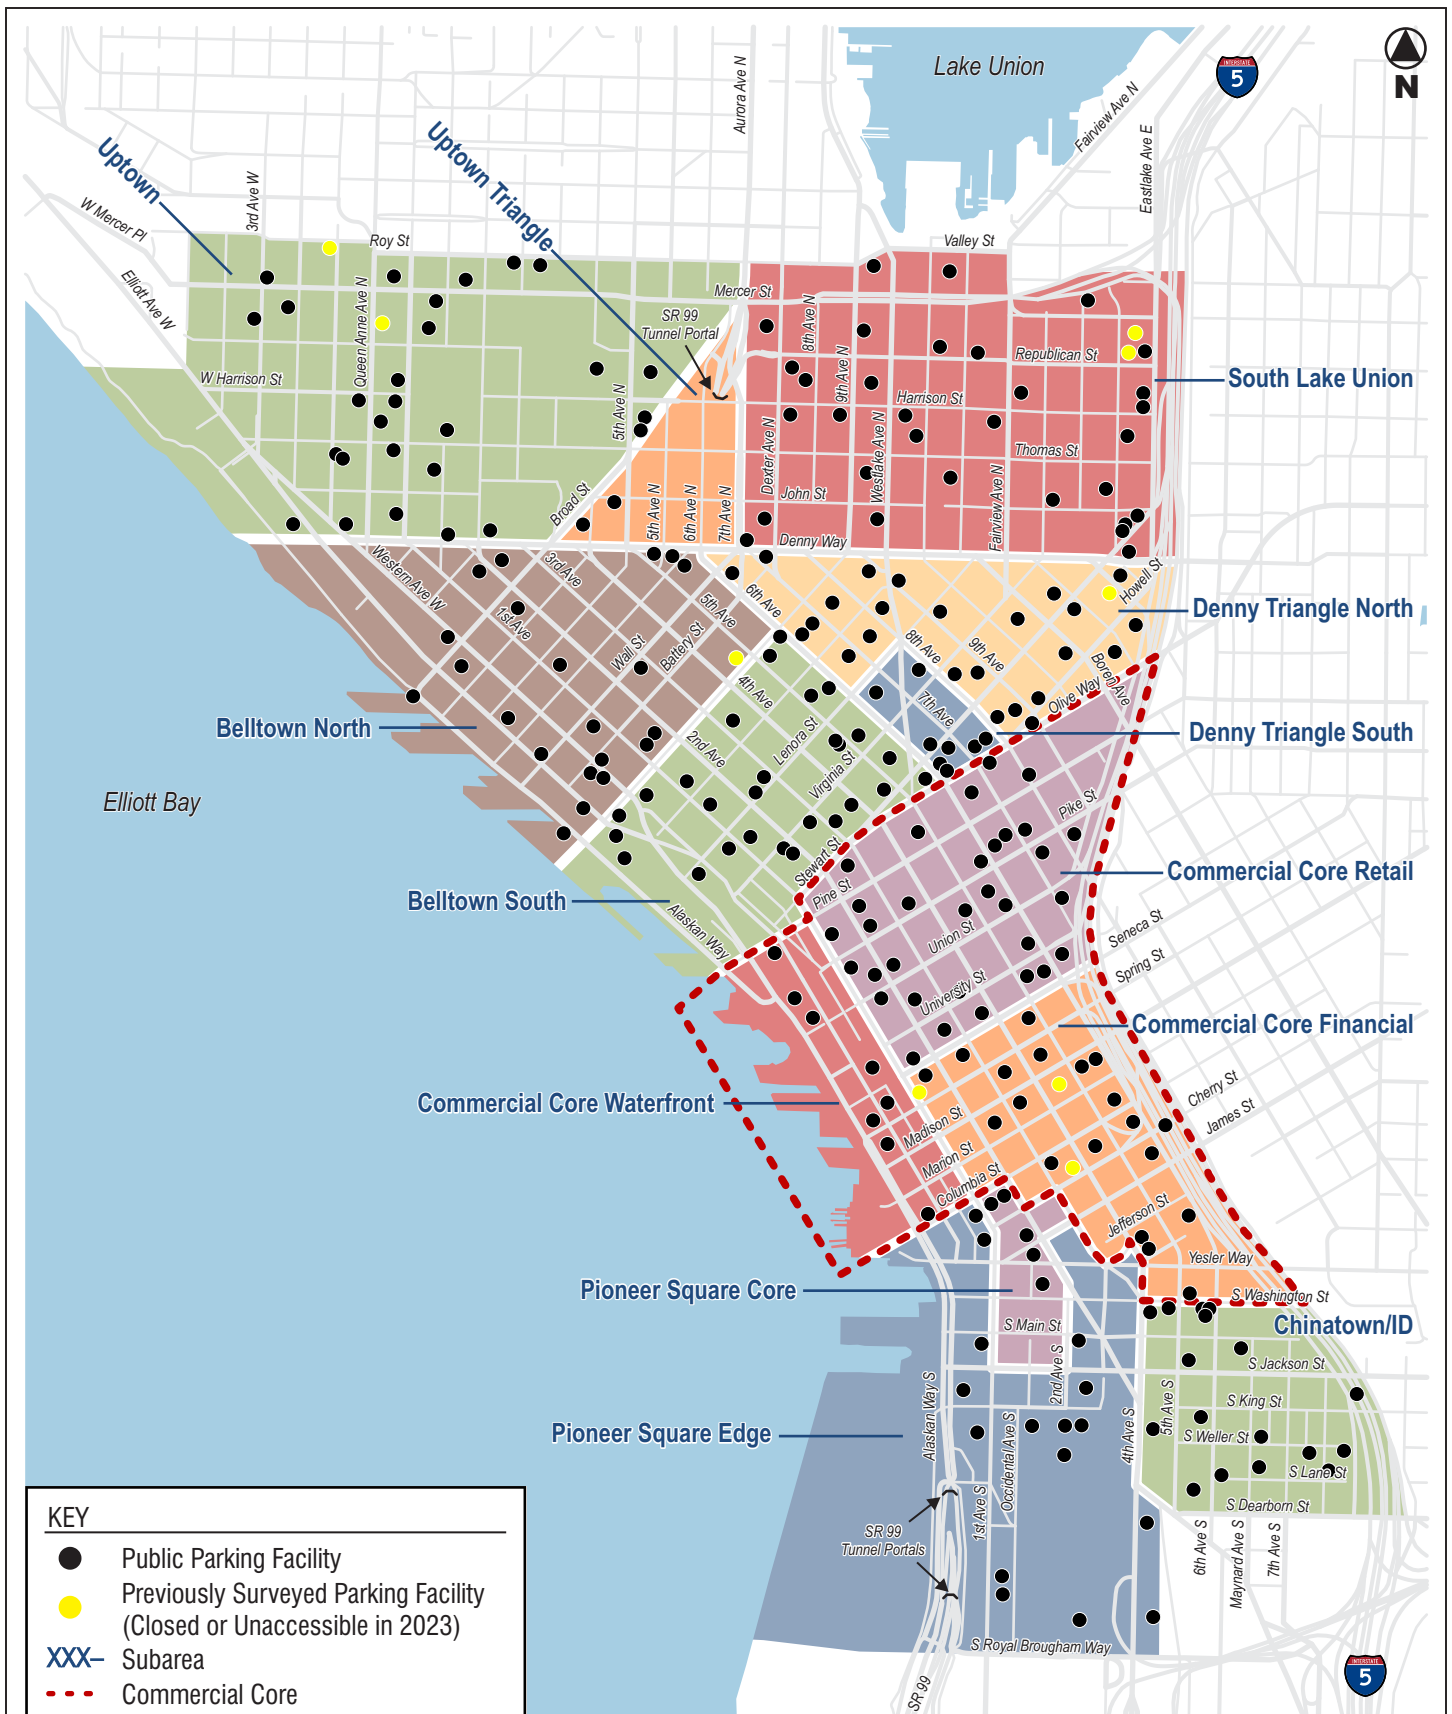 Lake Union
INTERSTATE
5
N
Aurora Ave N
Fairview Ave N
Eastlake Ave E
Uptown
Uptown Triangle
3rd Ave W
W Mercer Pl
Roy St
Valley St
Elliott Ave W
Queen Anne Ave N
Mercer St
SR 99
Tunnel Portal
8th Ave N
9th Ave N
Republican St
South Lake Union
W Harrison St
Harrison St
5th Ave N
Dexter Ave N
Westlake Ave N
Thomas St
Fairview Ave N
John St
Broad St
5th Ave N
6th Ave N
7th Ave N
Denny Way
Western Ave W
3rd Ave
1st Ave
5th Ave
6th Ave
Howell St
Denny Triangle North
Wall St
Battery St
8th Ave
9th Ave
Boren Ave
4th Ave
7th Ave
Olive Way
Belltown North
2nd Ave
Lenora St
Virginia St
Denny Triangle South
Elliott Bay
Pike St
Stewart St
Pine St
Commercial Core Retail
Belltown South
Alaskan Way
Union St
Seneca St
Spring St
University St
Commercial Core Financial
Commercial Core Waterfront
Madison St
Marion St
Columbia St
Cherry St
James St
Jefferson St
Yesler Way
Pioneer Square Core
S Washington St
S Main St
Chinatown/ID
S Jackson St
2nd Ave S
Alaskan Way S
5th Ave S
S King St
Pioneer Square Edge
Occidental Ave S
4th Ave S
S Weller St
S Lane St
1st Ave S
S Dearborn St
SR 99
Tunnel Portals
6th Ave S
Maynard Ave S
7th Ave S
S Royal Brougham Way
SR 99
INTERSTATE
5
KEY
Public Parking Facility
Previously Surveyed Parking Facility
(Closed or Unaccessible in 2023)
XXX Subarea
Commercial Core